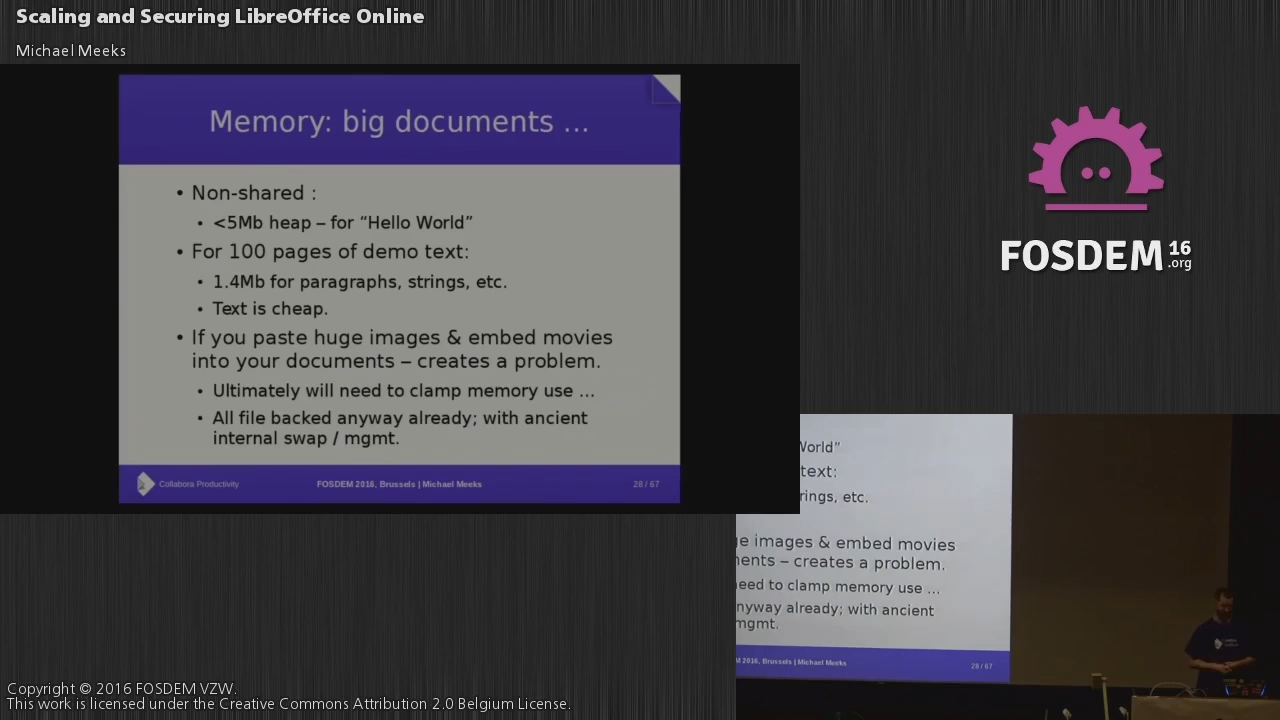 Scaling and Securing LibreOffice Online
Michael Meeks
Memory: big documents ...
• Non-shared :
• <5Mb heap – for “Hello World”
• For 100 pages of demo text:
• 1.4Mb for paragraphs, strings, etc.
• Text is cheap.
• If you paste huge images & embed movies
into your documents – creates a problem.
• Ultimately will need to clamp memory use ...
• All file backed anyway already; with ancient
internal swap / mgmt.
Collabora Productivity
FOSDEM 2016, Brussels | Michael Meeks
28 / 67
FOSDEM 16
.org
World”
text:
rings, etc.
ge images & embed movies
ments – creates a problem.
need to clamp memory use ...
nyway already; with ancient
mgmt.
M 2016, Brussels | Michael Meeks
28 / 67
Copyright © 2016 FOSDEM VZW.
This work is licensed under the Creative Commons Attribution 2.0 Belgium License.